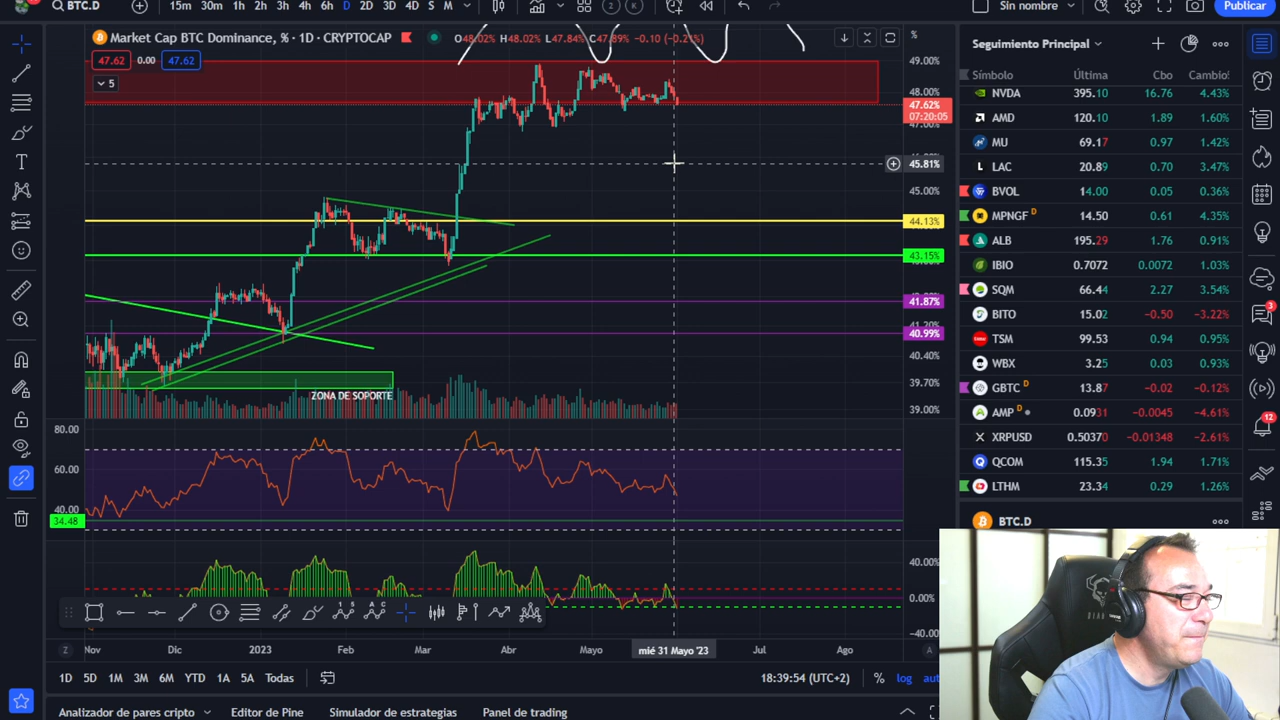 BTC.D
15m 30m 1h 2h 3h 4h 6h D 2D 3D 4D S M
2 K
Sin nombre
Publicar
Market Cap BTC Dominance, % · 1D · CRYPTOCAP
O48.02% H48.02% L47.84% C47.89% −0.10 (−0.21%)
47.62 0.00 47.62
5
%
49.00%
48.00%
47.62%
07:20:05
47.00%
45.81%
45.00%
44.13%
43.15%
41.87%
41.20%
40.99%
40.40%
39.70%
39.00%
ZONA DE SOPORTE
80.00
60.00
40.00
34.48
40.00%
0.00%
Z
Nov Dic 2023 Feb Mar Abr Mayo mié 31 Mayo '23 Jul Ago
A
1D 5D 1M 3M 6M YTD 1A 5A Todas
18:39:54 (UTC+2)
% log
Analizador de pares cripto Editor de Pine Simulador de estrategias Panel de trading
Seguimiento Principal
Símbolo Última Cbo Cambio
NVDA 395.10 16.76 4.43%
AMD 120.10 1.89 1.60%
MU 69.17 0.97 1.42%
LAC 20.89 0.70 3.47%
BVOL 14.00 0.05 0.36%
MPNGF D 14.50 0.61 4.35%
ALB 195.29 1.76 0.91%
IBIO 0.7072 0.0072 1.03%
SQM 66.44 2.27 3.54%
BITO 15.02 −0.50 −3.22%
TSM 99.53 0.94 0.95%
WBX 3.25 0.03 0.93%
GBTC D 13.87 −0.02 −0.12%
AMP D 0.0931 −0.0045 −4.61%
XRPUSD 0.50370 −0.01348 −2.61%
QCOM 115.35 1.94 1.71%
LTHM 23.34 0.29 1.26%
BTC.D
3
12